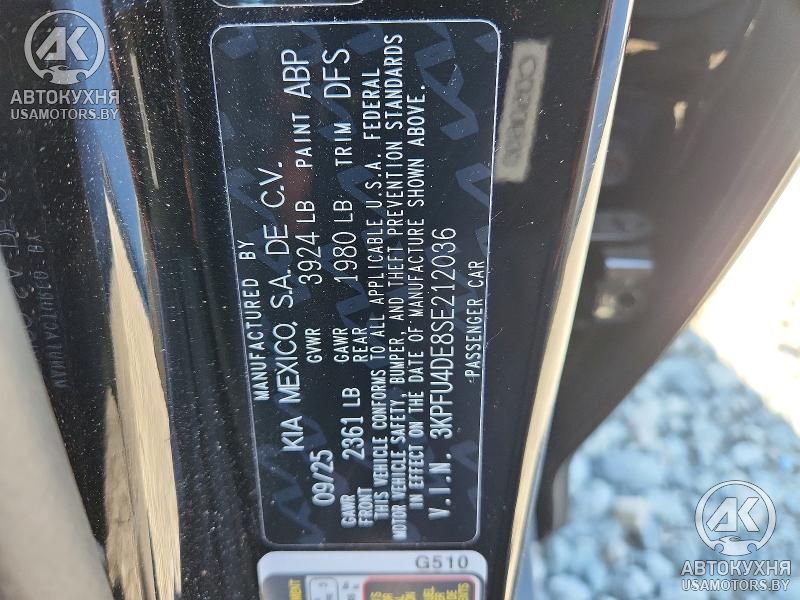 АК
АВТОКУХНЯ
USAMOTORS.BY
MANUFACTURED BY
KIA MEXICO, S.A. DE C.V.
09/25 GVWR 3924 LB PAINT ABP
GAWR FRONT 2361 LB GAWR REAR 1980 LB TRIM DFS
THIS VEHICLE CONFORMS TO ALL APPLICABLE U.S.A. FEDERAL
MOTOR VEHICLE SAFETY, BUMPER, AND THEFT PREVENTION STANDARDS
IN EFFECT ON THE DATE OF MANUFACTURE SHOWN ABOVE.
V.I.N. 3KPFU4DE8SE212036
PASSENGER CAR
G510
АК
АВТОКУХНЯ
USAMOTORS.BY